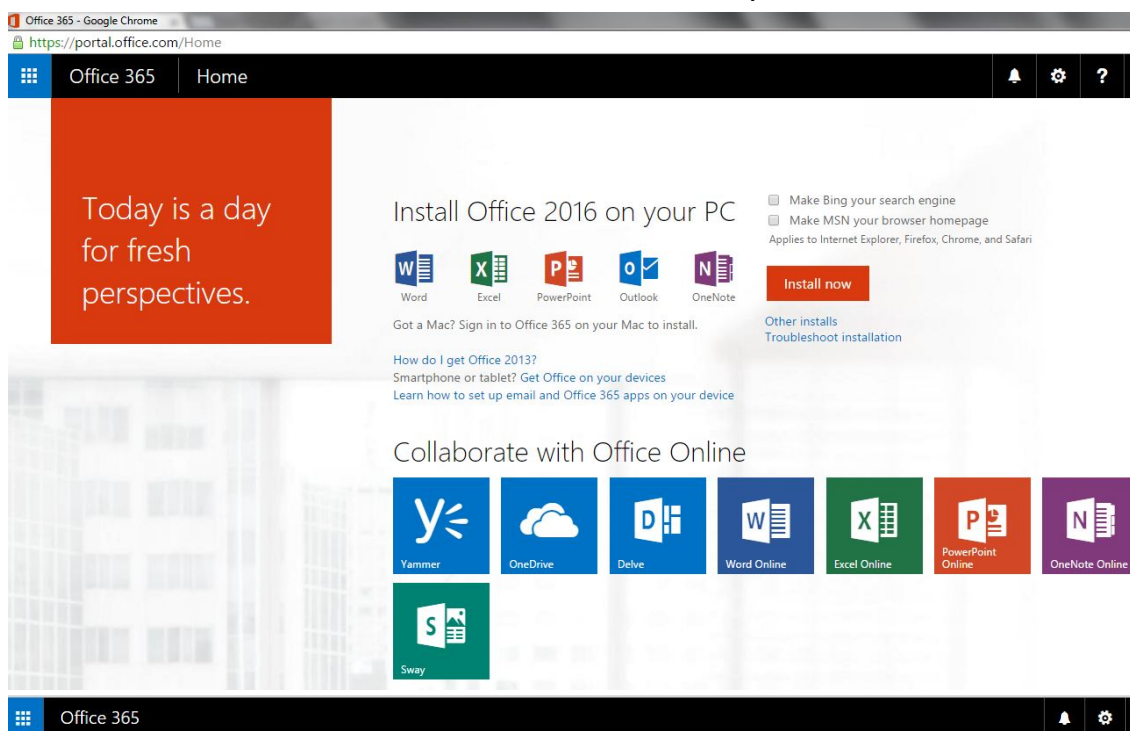 Office 365 - Google Chrome
https://portal.office.com/Home
Office 365 Home ?
Today is a day
for fresh
perspectives.
Install Office 2016 on your PC
Word Excel PowerPoint Outlook OneNote
Got a Mac? Sign in to Office 365 on your Mac to install.
How do I get Office 2013?
Smartphone or tablet? Get Office on your devices
Learn how to set up email and Office 365 apps on your device
Make Bing your search engine
Make MSN your browser homepage
Applies to Internet Explorer, Firefox, Chrome, and Safari
Install now
Other installs
Troubleshoot installation
Collaborate with Office Online
Yammer
OneDrive
Delve
Word Online
Excel Online
PowerPoint
Online
OneNote Online
Sway
Office 365